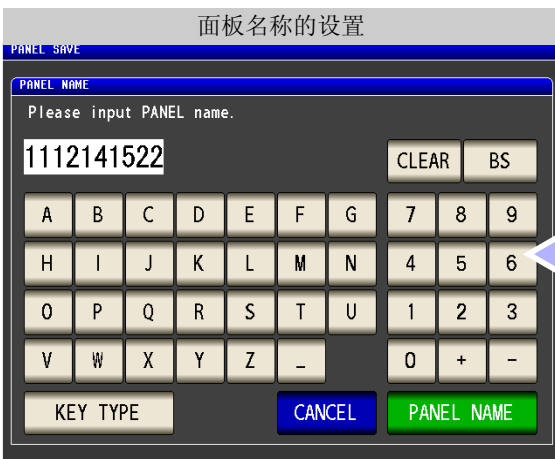 面板名称的设置
PANEL SAVE
PANEL NAME
Please input PANEL name.
1112141522
CLEAR BS
A B C D E F G 7 8 9
H I J K L M N 4 5 6
O P Q R S T U 1 2 3
V W X Y Z _ 0 + -
KEY TYPE CANCEL PANEL NAME